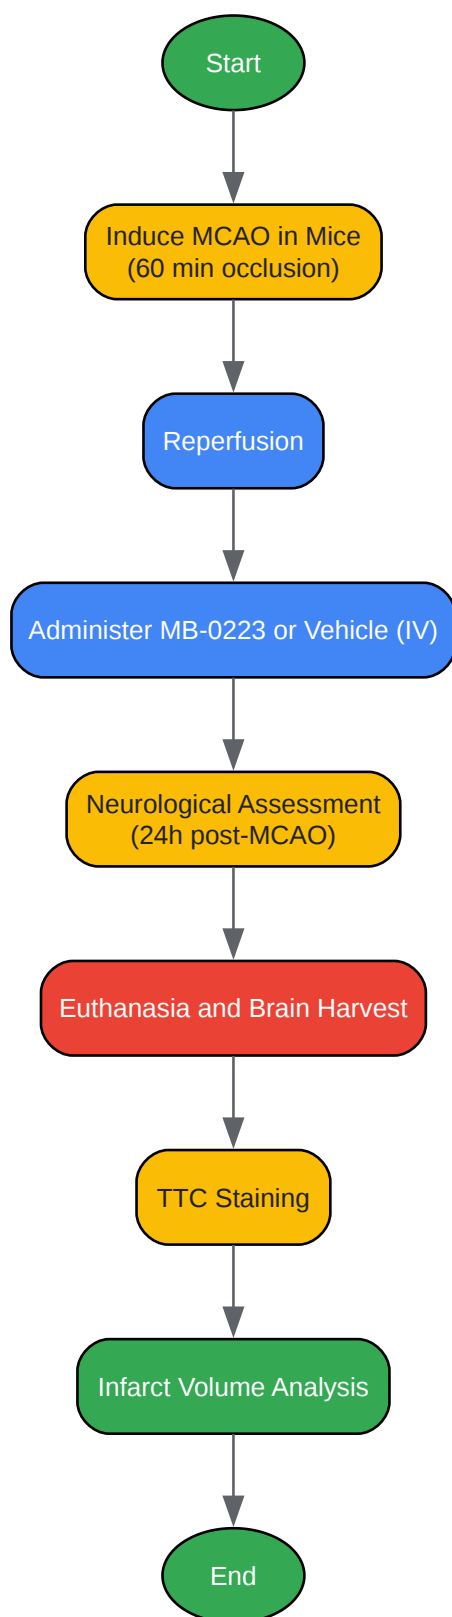 Start
Induce MCAO in Mice
(60 min occlusion)
Reperfusion
Administer MB-0223 or Vehicle (IV)
Neurological Assessment
(24h post-MCAO)
Euthanasia and Brain Harvest
TTC Staining
Infarct Volume Analysis
End